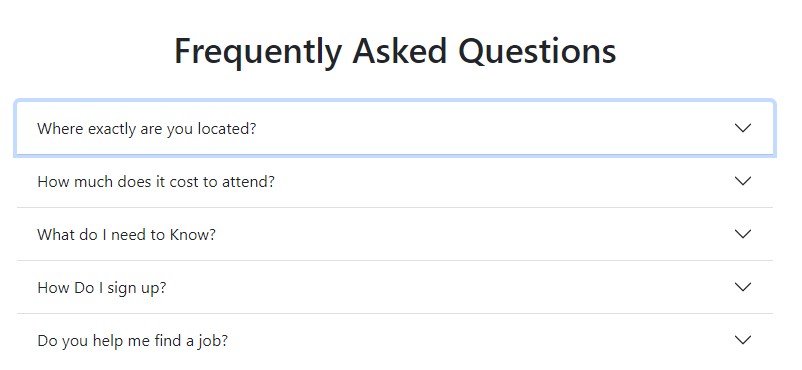 Frequently Asked Questions
Where exactly are you located?
How much does it cost to attend?
What do I need to Know?
How Do I sign up?
Do you help me find a job?